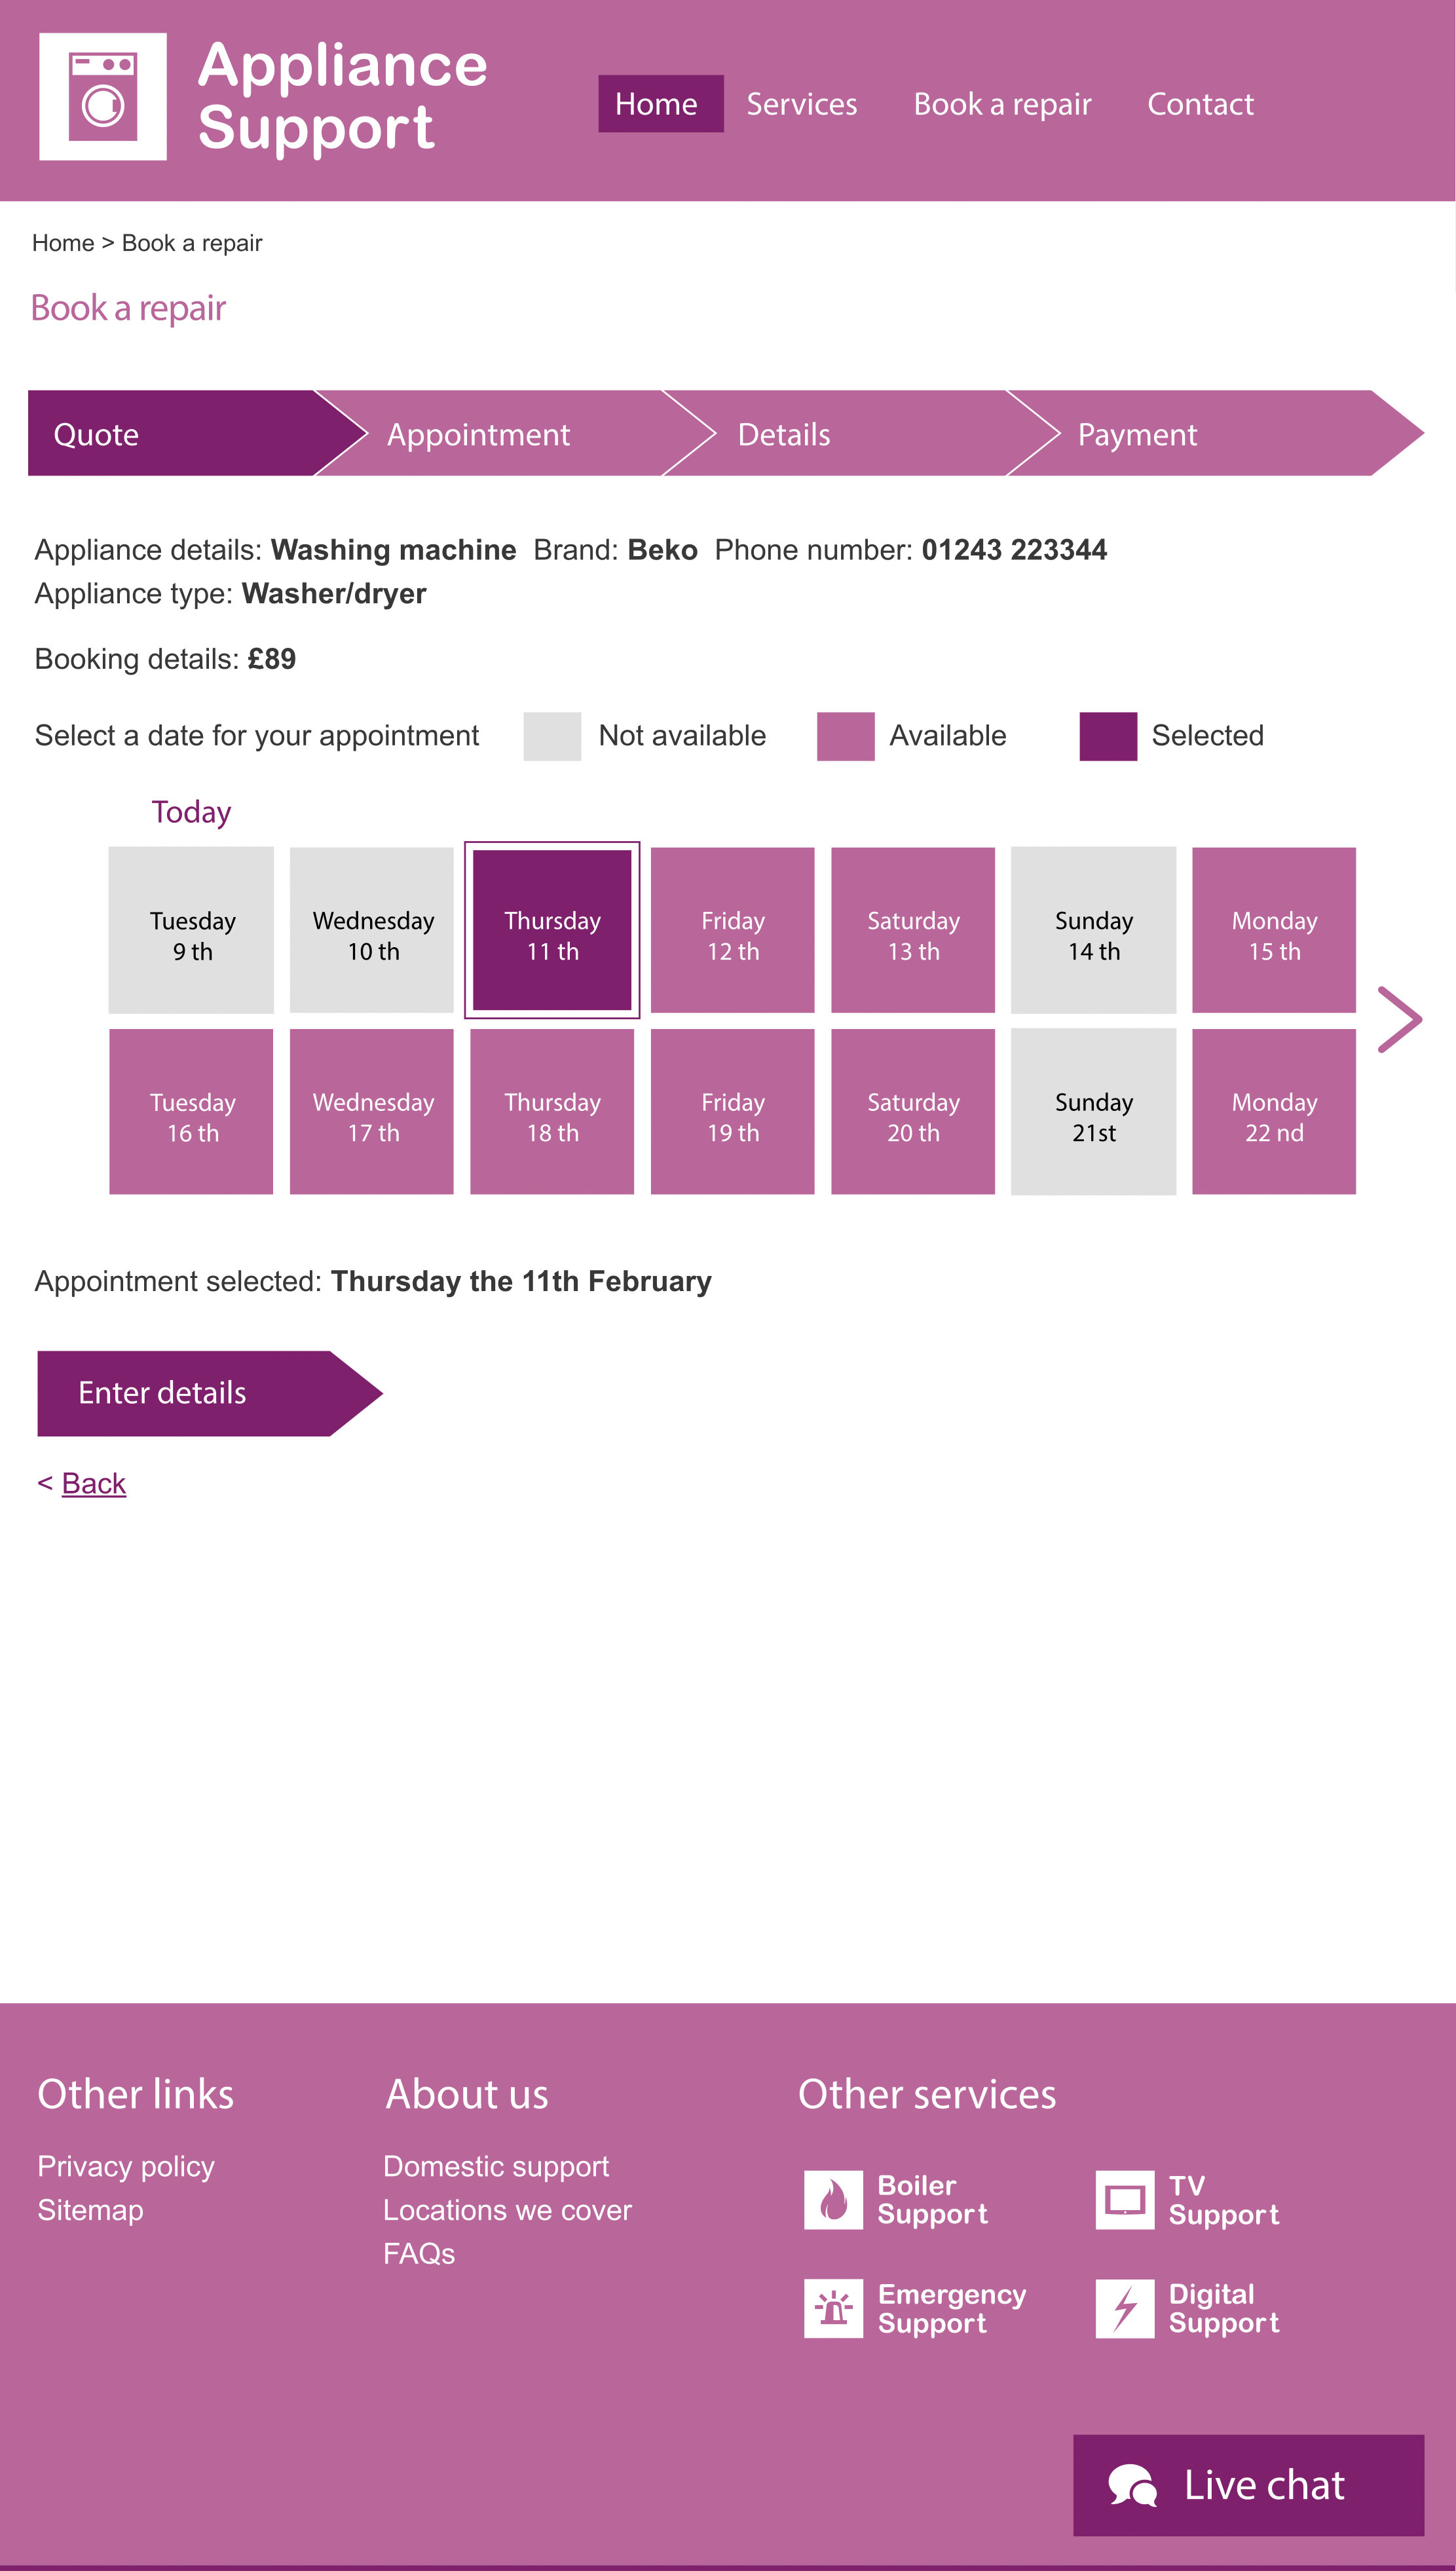 Appliance
Support
Home Services Book a repair Contact
Home > Book a repair
Book a repair
Quote Appointment Details Payment
Appliance details: Washing machine Brand: Beko Phone number: 01243 223344
Appliance type: Washer/dryer
Booking details: £89
Select a date for your appointment Not available Available Selected
Today
Tuesday Wednesday Thursday Friday Saturday Sunday Monday
9 th 10 th 11 th 12 th 13 th 14 th 15 th
Tuesday Wednesday Thursday Friday Saturday Sunday Monday
16 th 17 th 18 th 19 th 20 th 21st 22 nd
Appointment selected: Thursday the 11th February
Enter details
< Back
Other links
Privacy policy
Sitemap
About us
Domestic support
Locations we cover
FAQs
Other services
Boiler
Support
TV
Support
Emergency
Support
Digital
Support
Live chat